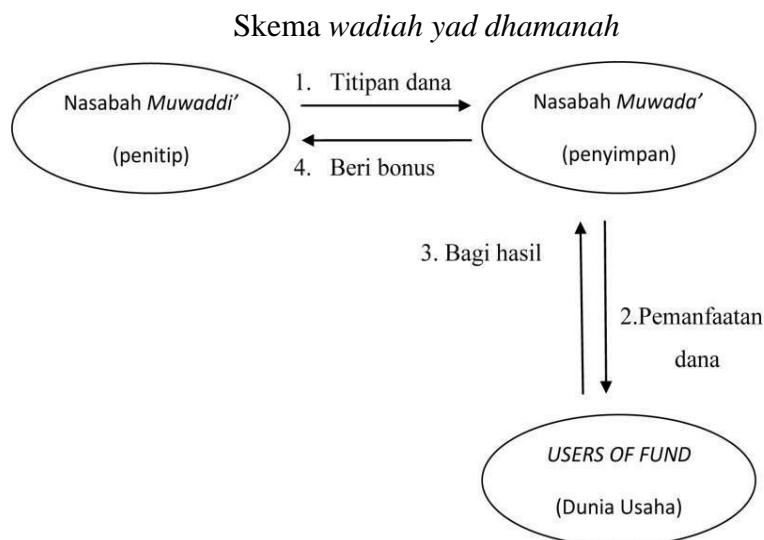 Skema wadiah yad dhamanah
Nasabah Muwaddi'
(penitip)
1. Titipan dana
4. Beri bonus
Nasabah Muwada'
(penyimpan)
3. Bagi hasil
2.Pemanfaatan
dana
USERS OF FUND
(Dunia Usaha)